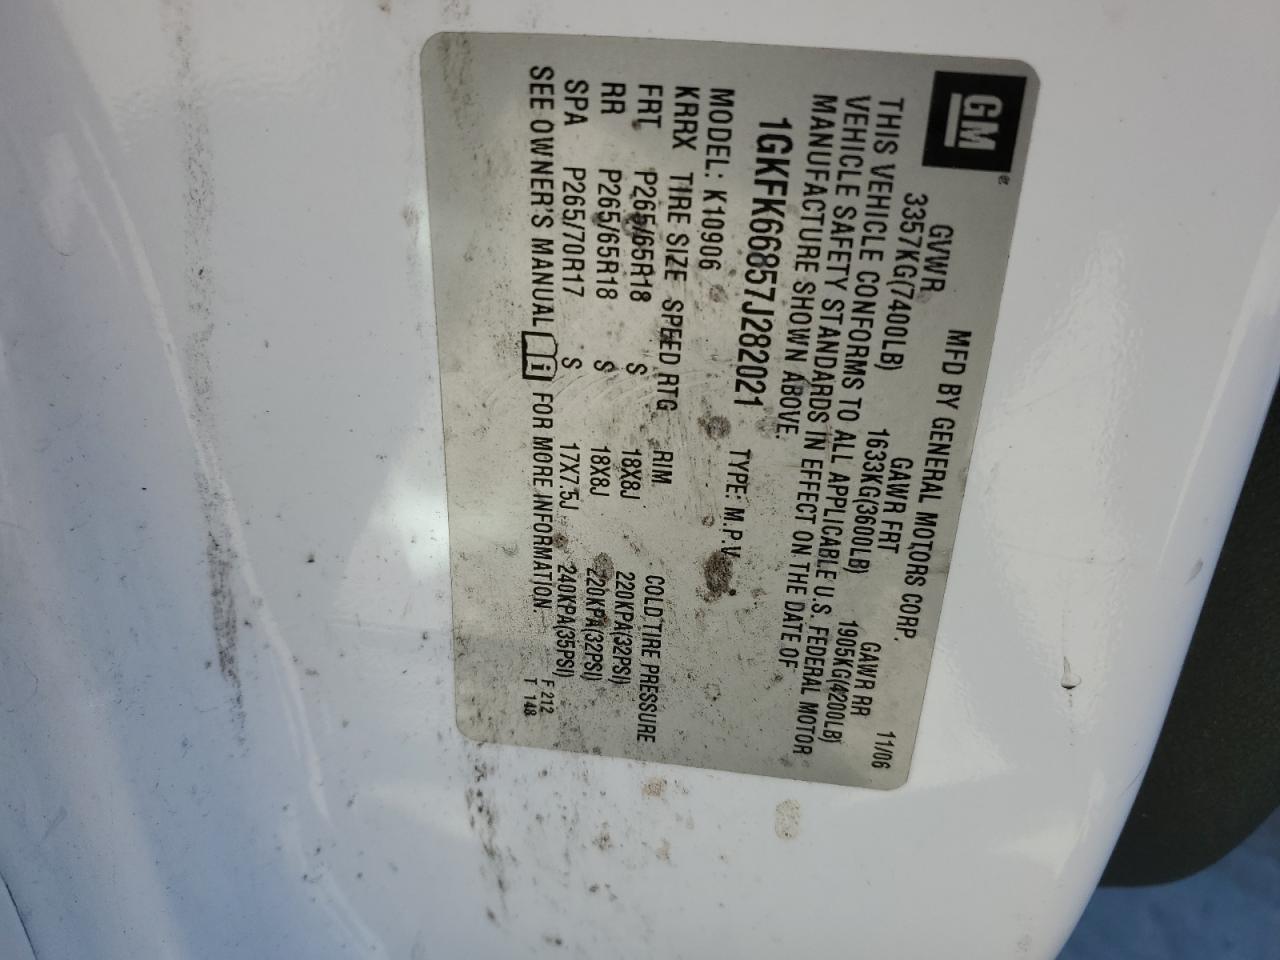 GM
MFD BY GENERAL MOTORS CORP. 11/06
GVWR GAWR FRT GAWR RR
3357KG(7400LB) 1633KG(3600LB) 1905KG(4200LB)
THIS VEHICLE CONFORMS TO ALL APPLICABLE U.S. FEDERAL MOTOR
VEHICLE SAFETY STANDARDS IN EFFECT ON THE DATE OF
MANUFACTURE SHOWN ABOVE.
1GKFK66857J282021 TYPE: M.P.V.
MODEL: K10906
KRRX TIRE SIZE SPEED RTG RIM COLD TIRE PRESSURE
FRT P265/65R18 S 18X8J 220KPA(32PSI)
RR P265/65R18 S 18X8J 220KPA(32PSI)
SPA P265/70R17 S 17X7.5J 240KPA(35PSI)
SEE OWNER'S MANUAL i FOR MORE INFORMATION.
F 212
T 148